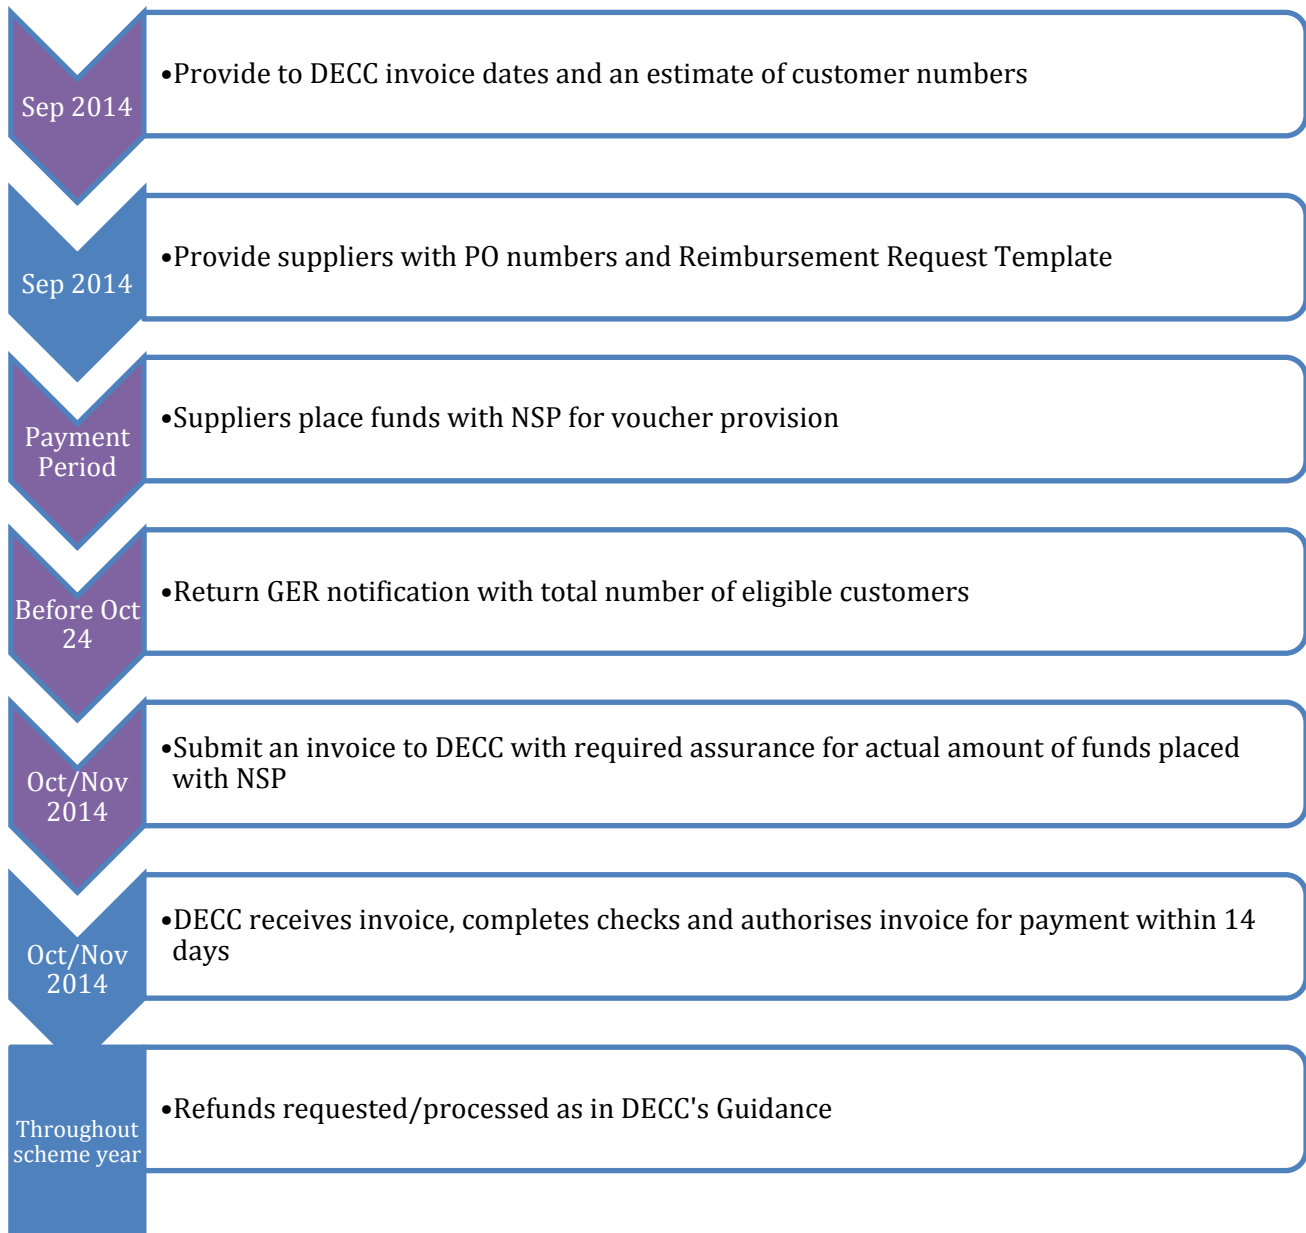 Sep 2014
•Provide to DECC invoice dates and an estimate of customer numbers
Sep 2014
•Provide suppliers with PO numbers and Reimbursement Request Template
Payment
Period
•Suppliers place funds with NSP for voucher provision
Before Oct
24
•Return GER notification with total number of eligible customers
Oct/Nov
2014
•Submit an invoice to DECC with required assurance for actual amount of funds placed
with NSP
Oct/Nov
2014
•DECC receives invoice, completes checks and authorises invoice for payment within 14
days
Throughout
scheme year
•Refunds requested/processed as in DECC's Guidance